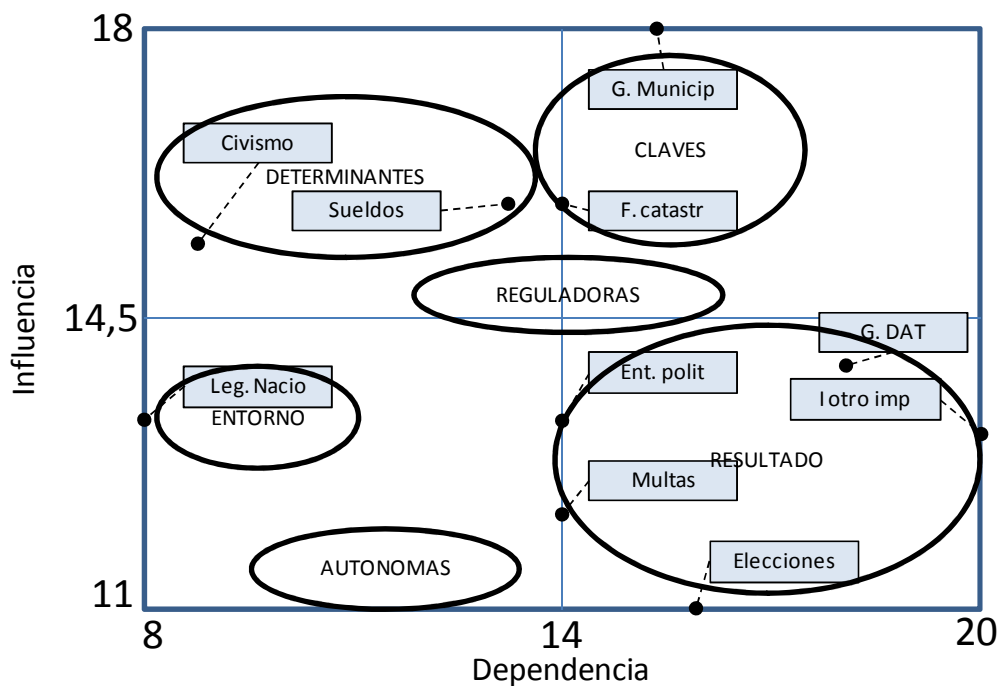 18
G. Municip
Civismo
CLAVES
DETERMINANTES
Sueldos
F. catastr
REGULADORAS
Influencia
14,5
G. DAT
Ent. polit
Leg. Nacio
I otro imp
ENTORNO
RESULTADO
Multas
Elecciones
AUTONOMAS
11
8
14
20
Dependencia